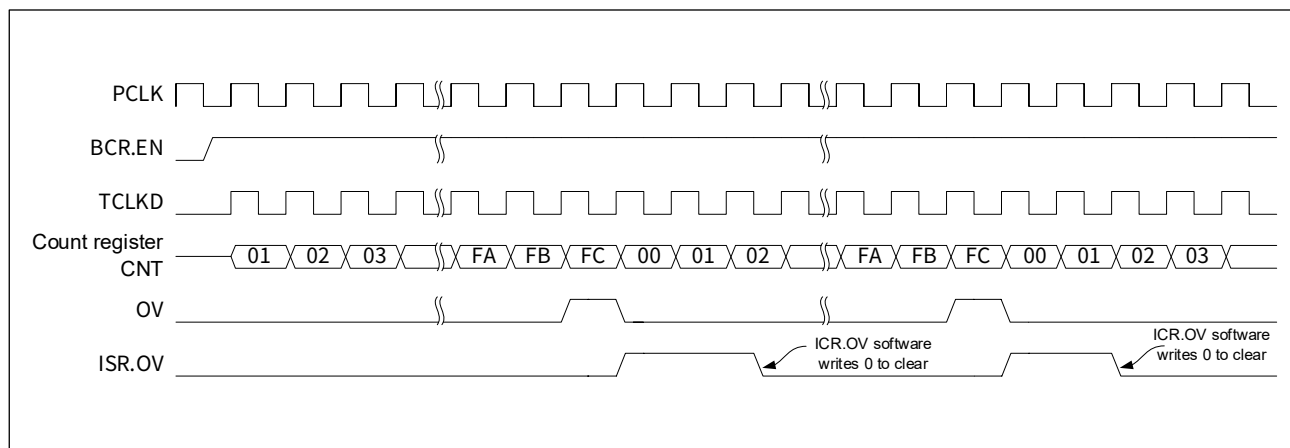 PCLK
BCR.EN
TCLKD
Count register
CNT
01 02 03 FA FB FC 00 01 02 FA FB FC 00 01 02 03
OV
ISR.OV
ICR.OV software
writes 0 to clear
ICR.OV software
writes 0 to clear